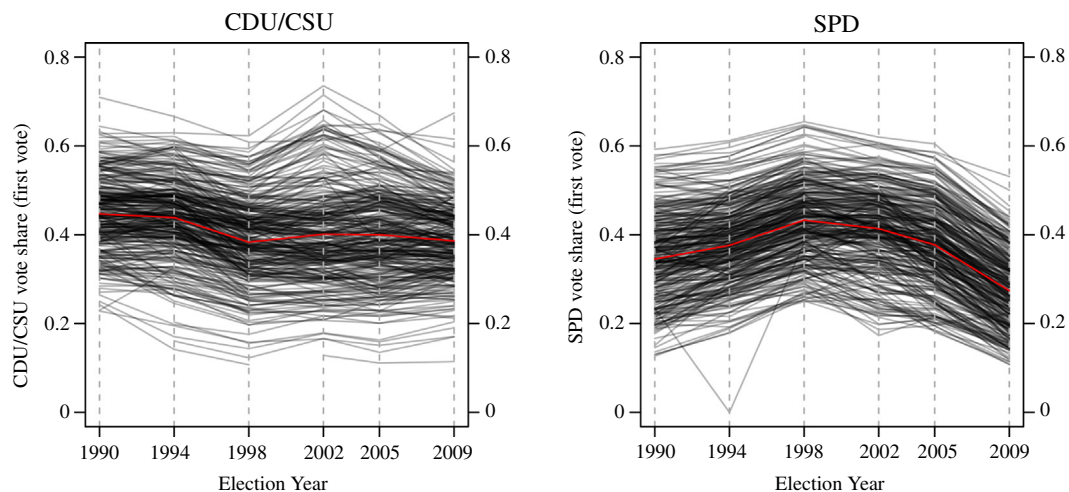 CDU/CSU
CDU/CSU vote share (first vote)
0.8
0.6
0.4
0.2
0
0.8
0.6
0.4
0.2
0
1990 1994 1998 2002 2005 2009
Election Year
SPD
SPD vote share (first vote)
0.8
0.6
0.4
0.2
0
0.8
0.6
0.4
0.2
0
1990 1994 1998 2002 2005 2009
Election Year